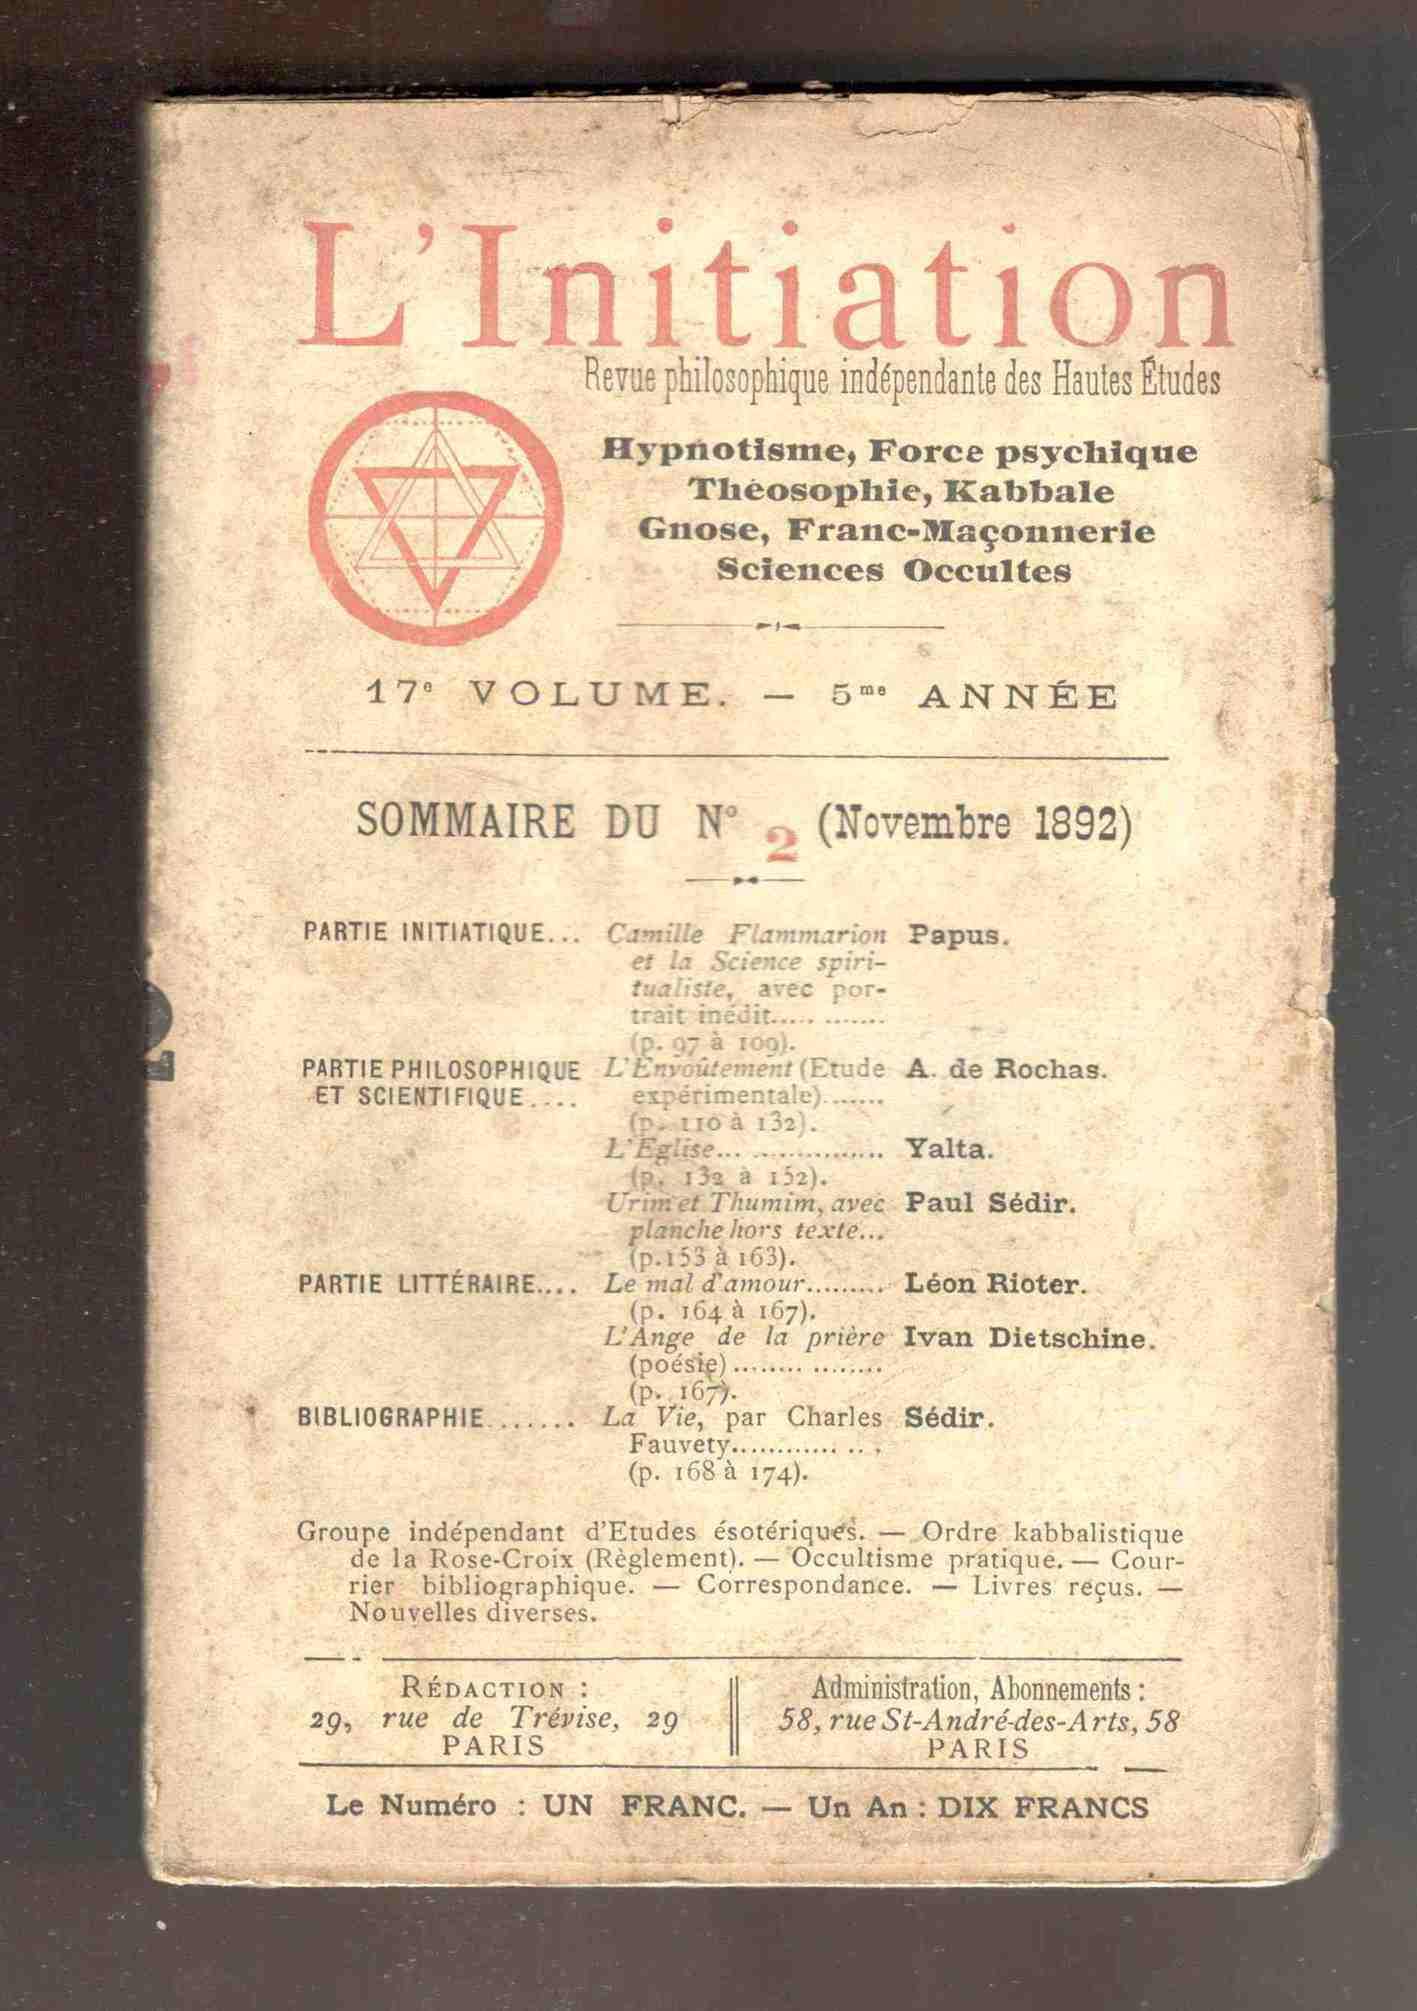 L'Initiation
Revue philosophique indépendante des Hautes Études
Hypnotisme, Force psychique
Théosophie, Kabbale
Gnose, Franc-Maçonnerie
Sciences Occultes
17e VOLUME. — 5me ANNÉE
SOMMAIRE DU No 2 (Novembre 1892)
PARTIE INITIATIQUE... Camille Flammarion Papus.
et la Science spiri-
tualiste, avec por-
trait inédit............
(p. 97 à 109).
PARTIE PHILOSOPHIQUE L'Envoûtement (Etude A. de Rochas.
ET SCIENTIFIQUE.... expérimentale).......
(p. 110 à 132).
L'Eglise.................. Yalta.
(p. 132 à 152).
Urim et Thumim, avec Paul Sédir.
planche hors texte...
(p. 153 à 163).
PARTIE LITTÉRAIRE.... Le mal d'amour......... Léon Rioter.
(p. 164 à 167).
L'Ange de la prière Ivan Dietschine.
(poésie)................
(p. 167).
BIBLIOGRAPHIE....... La Vie, par Charles Sédir.
Fauvety...............
(p. 168 à 174).
Groupe indépendant d'Etudes ésotériques. — Ordre kabbalistique
de la Rose-Croix (Règlement). — Occultisme pratique. — Cour-
rier bibliographique. — Correspondance. — Livres reçus. —
Nouvelles diverses.
RÉDACTION :
29, rue de Trévise, 29
PARIS
Administration, Abonnements :
58, rue St-André-des-Arts, 58
PARIS
Le Numéro : UN FRANC. — Un An : DIX FRANCS
2